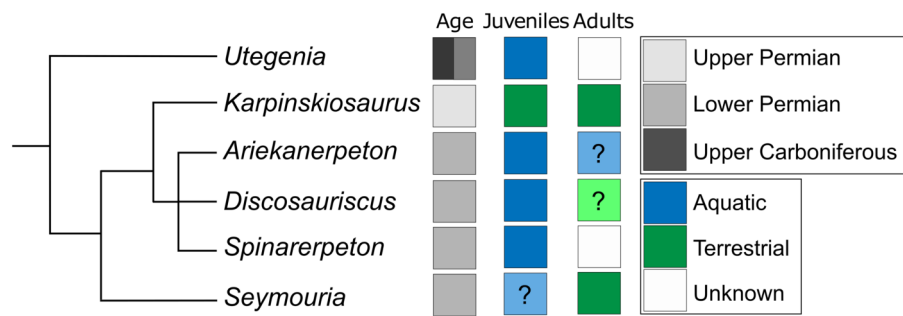 Age Juveniles Adults
Utegenia
Karpinskiosaurus
Ariekanerpeton ?
Discosauriscus ?
Spinarerpeton
Seymouria ?
Upper Permian
Lower Permian
Upper Carboniferous
Aquatic
Terrestrial
Unknown